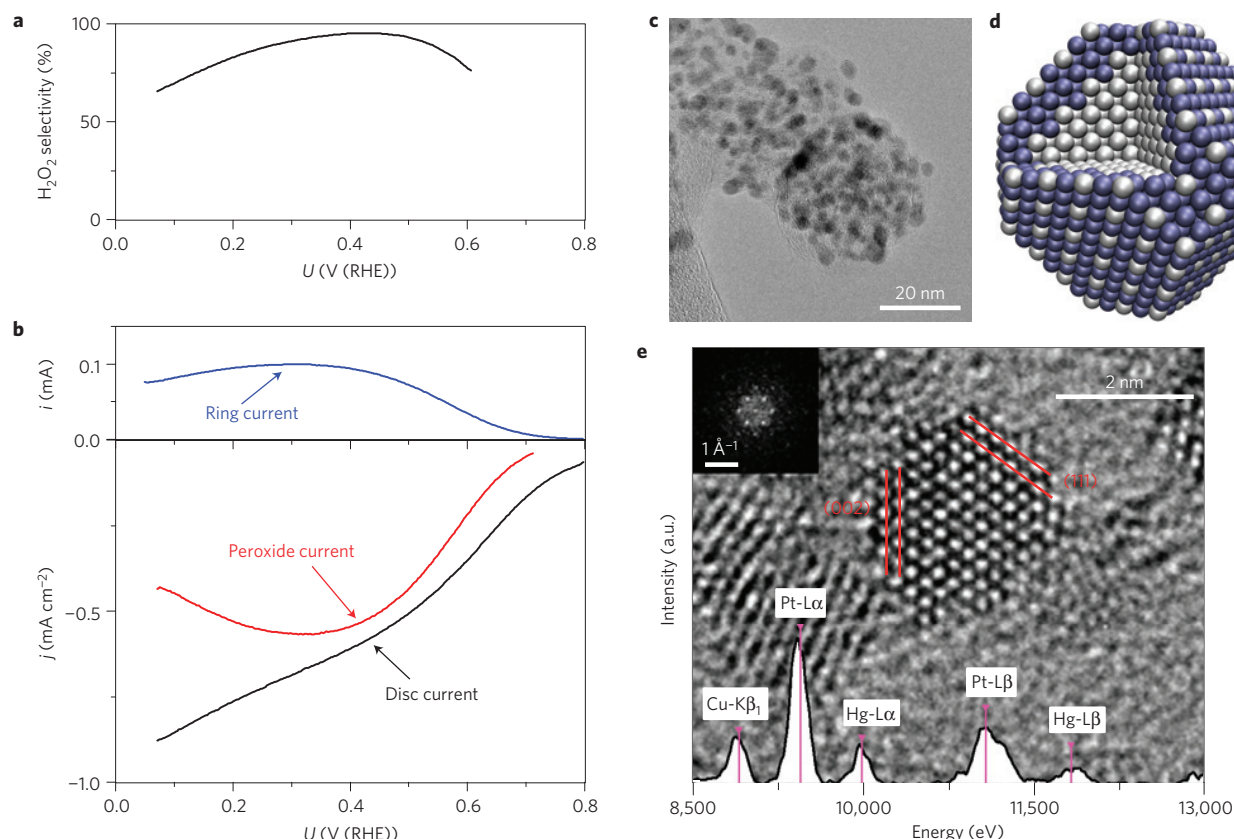 a
100
50
0
H₂O₂ selectivity (%)
0.0 0.2 0.4 0.6 0.8
U (V (RHE))
b
0.1
0.0
i (mA)
Ring current
Peroxide current
Disc current
−0.5
−1.0
j (mA cm⁻²)
0.0 0.2 0.4 0.6 0.8
U (V (RHE))
c
20 nm
d
e
1 Å⁻¹
2 nm
(002)
(111)
Intensity (a.u.)
Cu-Kβ₁
Pt-Lα
Hg-Lα
Pt-Lβ
Hg-Lβ
8,500 10,000 11,500 13,000
Energy (eV)